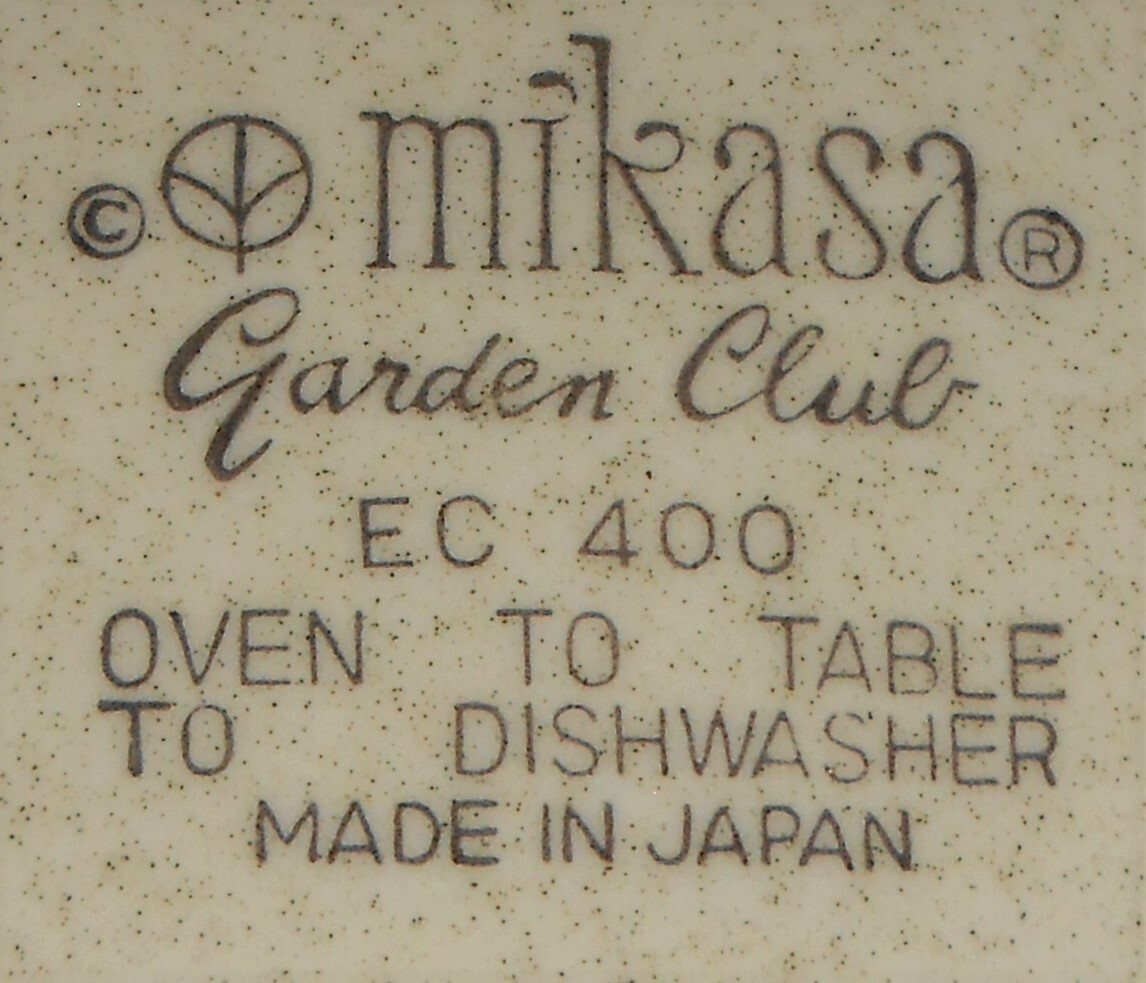 © mikasa ®
Garden Club
EC 400
OVEN TO TABLE
TO DISHWASHER
MADE IN JAPAN